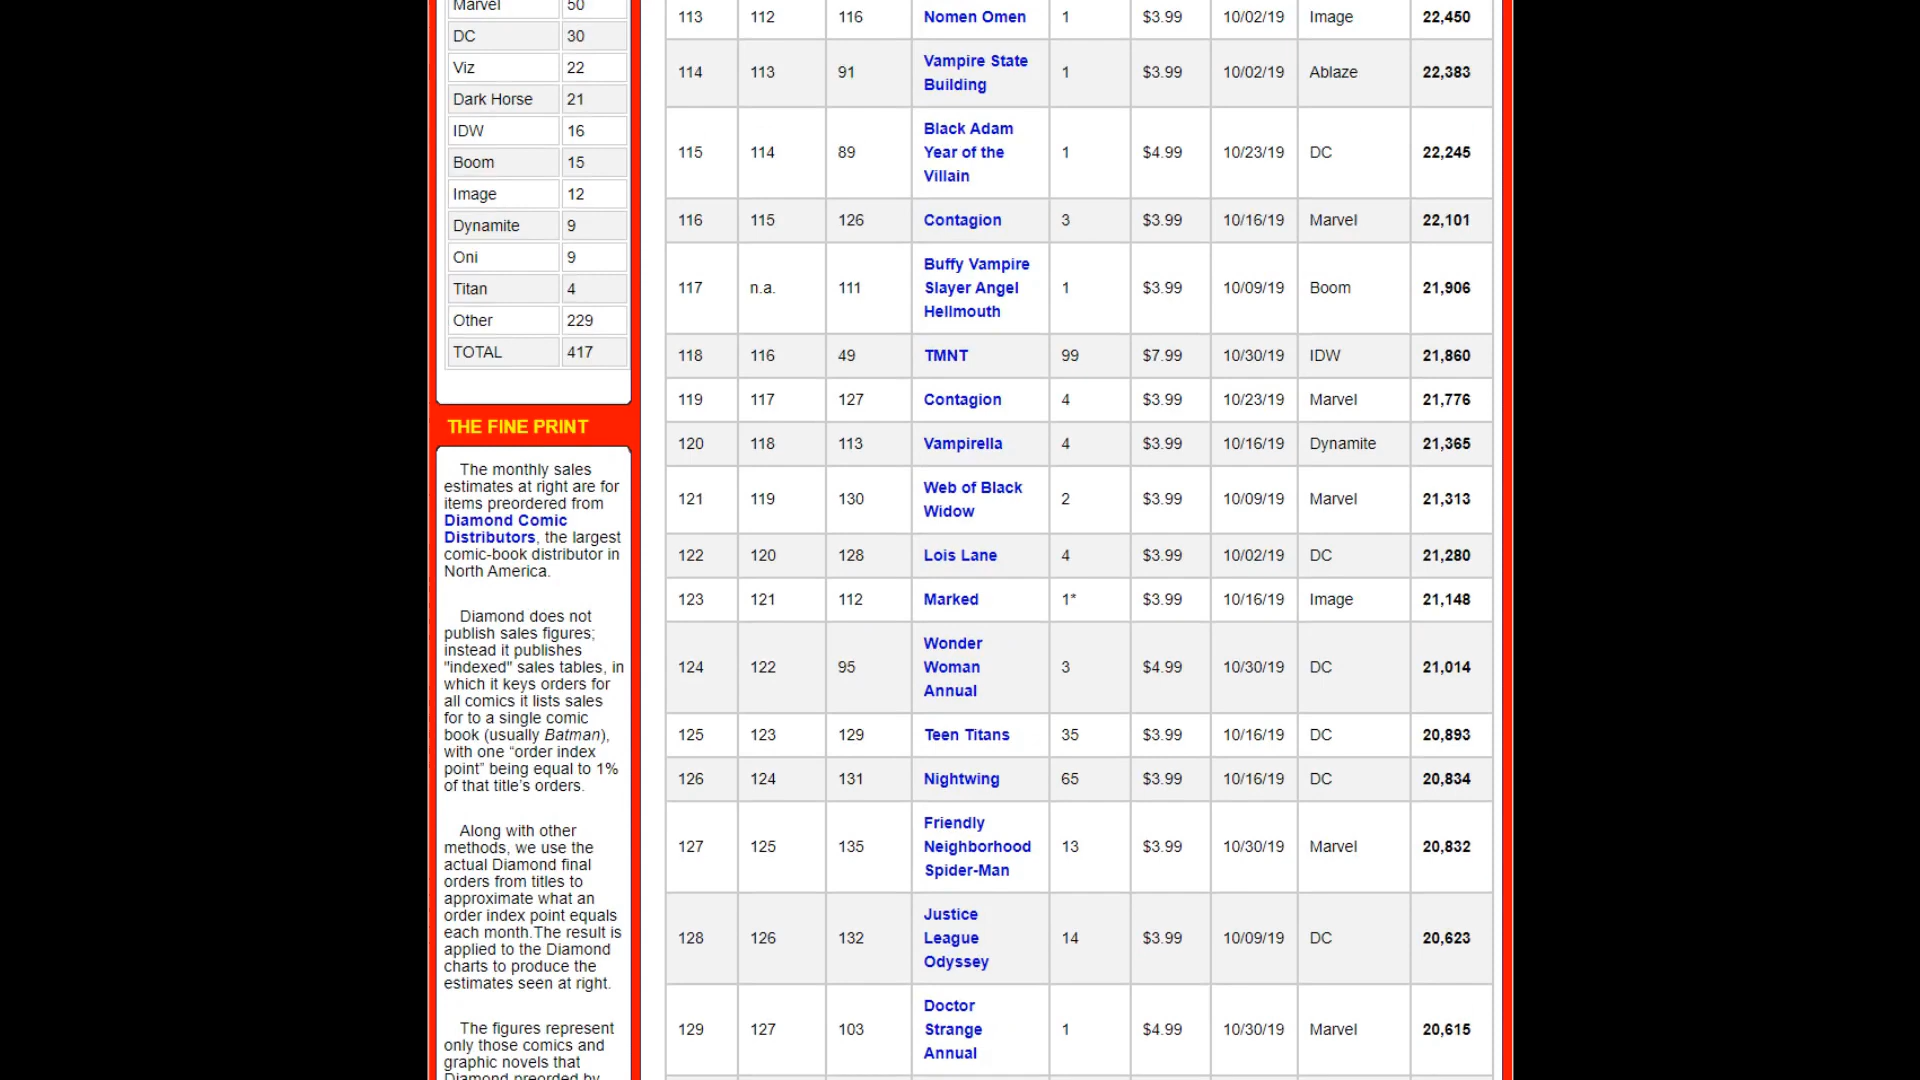 Marvel 50
DC 30
Viz 22
Dark Horse 21
IDW 16
Boom 15
Image 12
Dynamite 9
Oni 9
Titan 4
Other 229
TOTAL 417
THE FINE PRINT
The monthly sales
estimates at right are for
items preordered from
Diamond Comic
Distributors, the largest
comic-book distributor in
North America.
Diamond does not
publish sales figures;
instead it publishes
"indexed" sales tables, in
which it keys orders for
all comics it lists sales
for to a single comic
book (usually Batman),
with one “order index
point” being equal to 1%
of that title’s orders.
Along with other
methods, we use the
actual Diamond final
orders from titles to
approximate what an
order index point equals
each month.The result is
applied to the Diamond
charts to produce the
estimates seen at right.
The figures represent
only those comics and
graphic novels that
Diamond preorded by
113 112 116 Nomen Omen 1 $3.99 10/02/19 Image 22,450
114 113 91 Vampire State
Building 1 $3.99 10/02/19 Ablaze 22,383
115 114 89 Black Adam
Year of the
Villain 1 $4.99 10/23/19 DC 22,245
116 115 126 Contagion 3 $3.99 10/16/19 Marvel 22,101
117 n.a. 111 Buffy Vampire
Slayer Angel
Hellmouth 1 $3.99 10/09/19 Boom 21,906
118 116 49 TMNT 99 $7.99 10/30/19 IDW 21,860
119 117 127 Contagion 4 $3.99 10/23/19 Marvel 21,776
120 118 113 Vampirella 4 $3.99 10/16/19 Dynamite 21,365
121 119 130 Web of Black
Widow 2 $3.99 10/09/19 Marvel 21,313
122 120 128 Lois Lane 4 $3.99 10/02/19 DC 21,280
123 121 112 Marked 1* $3.99 10/16/19 Image 21,148
124 122 95 Wonder
Woman
Annual 3 $4.99 10/30/19 DC 21,014
125 123 129 Teen Titans 35 $3.99 10/16/19 DC 20,893
126 124 131 Nightwing 65 $3.99 10/16/19 DC 20,834
127 125 135 Friendly
Neighborhood
Spider-Man 13 $3.99 10/30/19 Marvel 20,832
128 126 132 Justice
League
Odyssey 14 $3.99 10/09/19 DC 20,623
129 127 103 Doctor
Strange
Annual 1 $4.99 10/30/19 Marvel 20,615